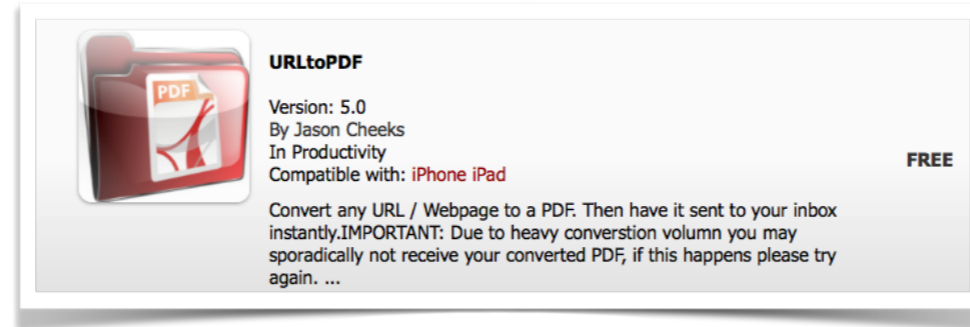 PDF
URLtoPDF
Version: 5.0
By Jason Cheeks
In Productivity
Compatible with: iPhone iPad
FREE
Convert any URL / Webpage to a PDF. Then have it sent to your inbox
instantly.IMPORTANT: Due to heavy converstion volumn you may
sporadically not receive your converted PDF, if this happens please try
again. ...